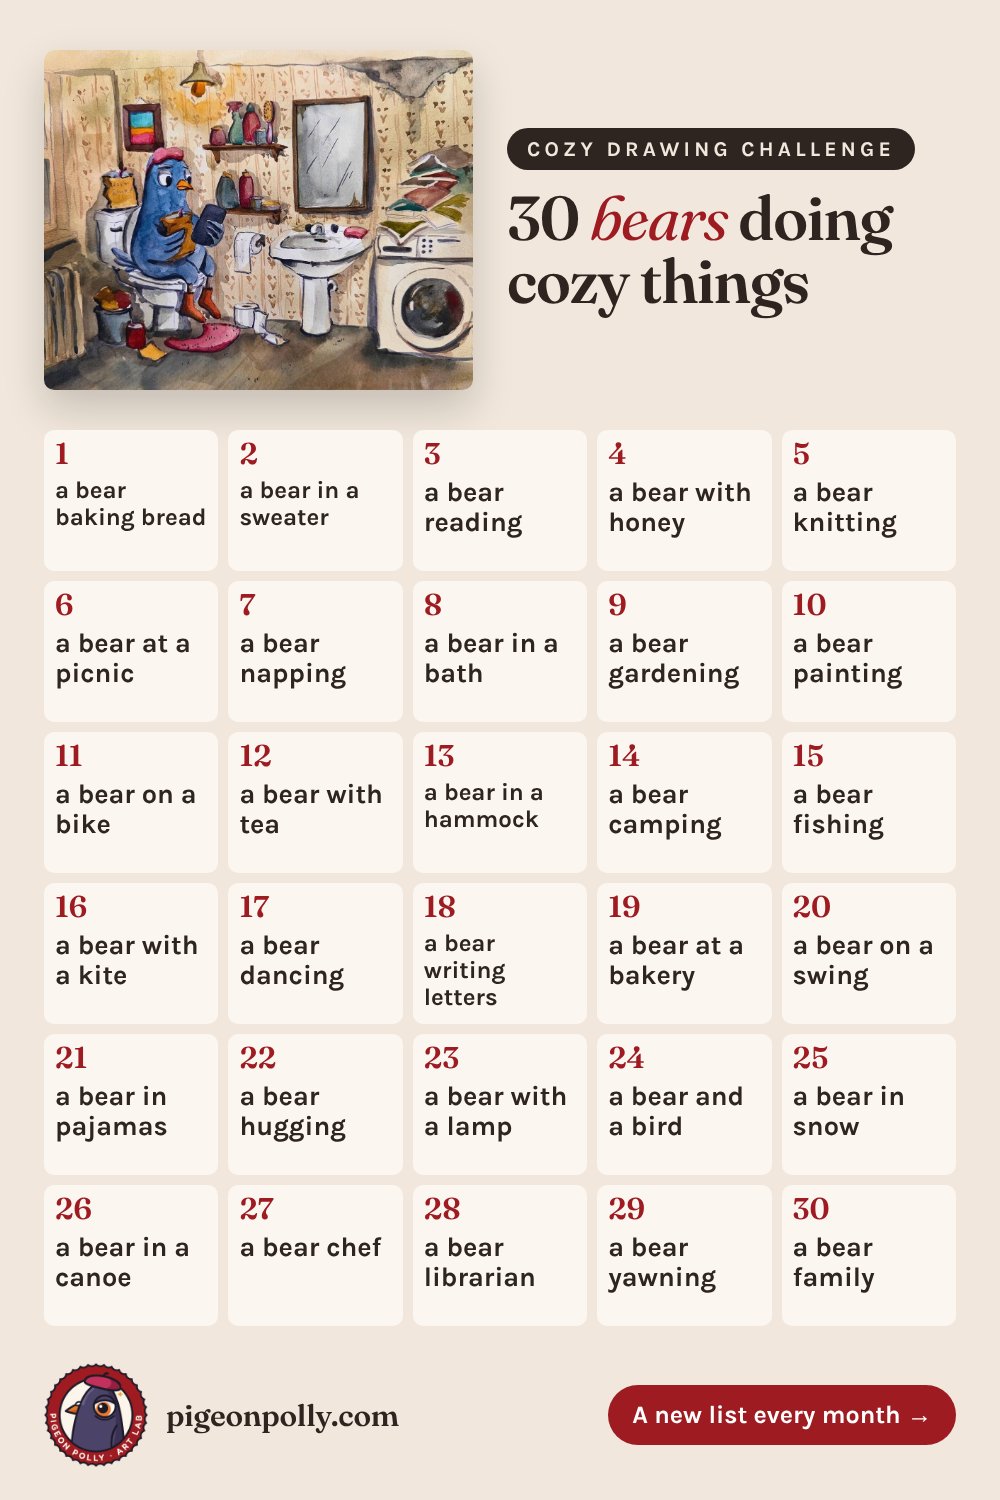 COZY DRAWING CHALLENGE
30 bears doing
cozy things
1
a bear
baking bread
2
a bear in a
sweater
3
a bear
reading
4
a bear with
honey
5
a bear
knitting
6
a bear at a
picnic
7
a bear
napping
8
a bear in a
bath
9
a bear
gardening
10
a bear
painting
11
a bear on a
bike
12
a bear with
tea
13
a bear in a
hammock
14
a bear
camping
15
a bear
fishing
16
a bear with
a kite
17
a bear
dancing
18
a bear
writing
letters
19
a bear at a
bakery
20
a bear on a
swing
21
a bear in
pajamas
22
a bear
hugging
23
a bear with
a lamp
24
a bear and
a bird
25
a bear in
snow
26
a bear in a
canoe
27
a bear chef
28
a bear
librarian
29
a bear
yawning
30
a bear
family
PIGEON POLLY · ART LAB
pigeonpolly.com
A new list every month →